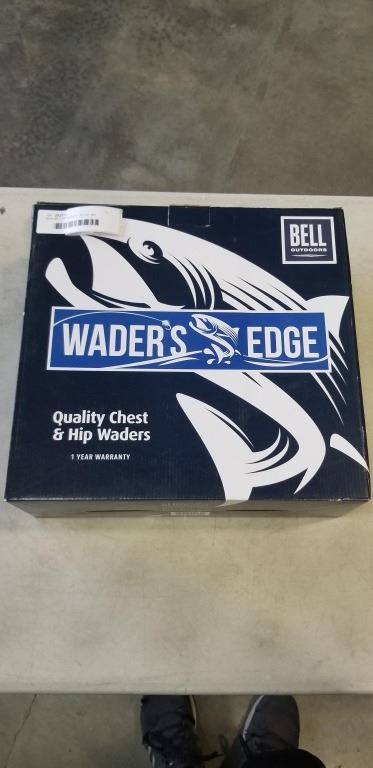 BELL
OUTDOORS
WADER'S EDGE
Quality Chest
& Hip Waders
1 YEAR WARRANTY